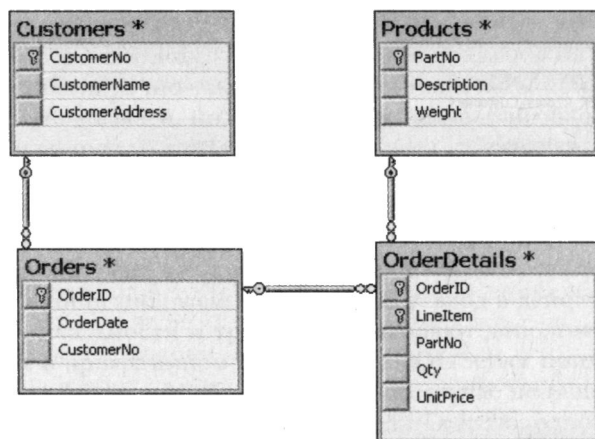 Customers *
CustomerNo
CustomerName
CustomerAddress
Products *
PartNo
Description
Weight
Orders *
OrderID
OrderDate
CustomerNo
OrderDetails *
OrderID
LineItem
PartNo
Qty
UnitPrice